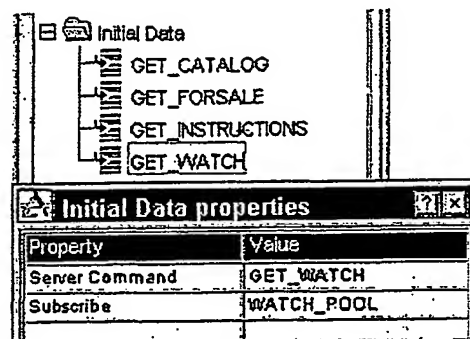 Initial Data
GET_CATALOG
GET_FORSALE
GET_INSTRUCTIONS
GET_WATCH
Initial Data properties
Property Value
Server Command GET_WATCH
Subscribe WATCH_POOL